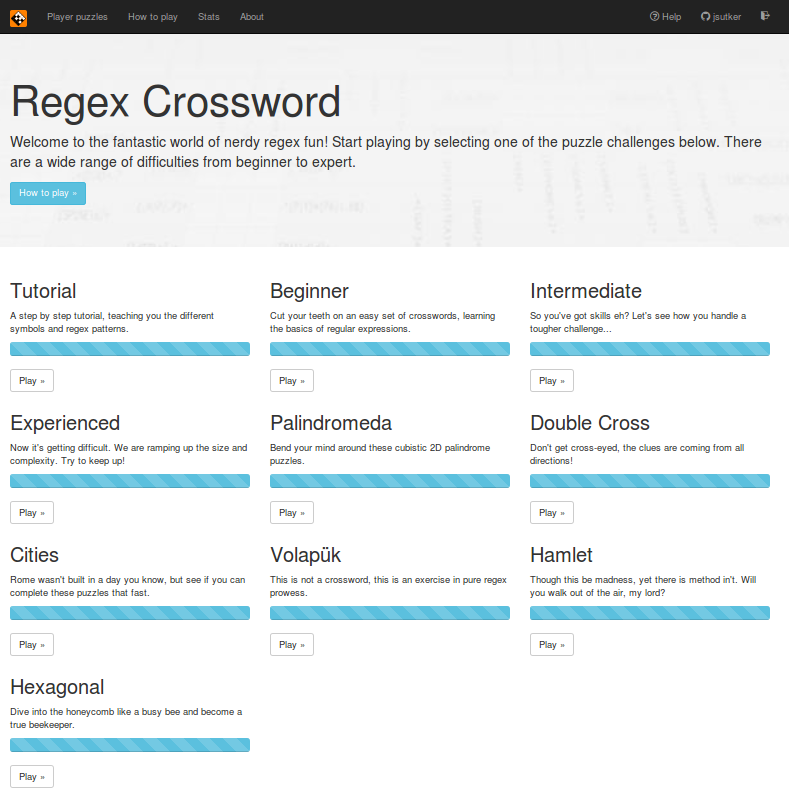 Player puzzles How to play Stats About Help jsutker
Regex Crossword
Welcome to the fantastic world of nerdy regex fun! Start playing by selecting one of the puzzle challenges below. There
are a wide range of difficulties from beginner to expert.
How to play »
Tutorial
A step by step tutorial, teaching you the different
symbols and regex patterns.
Play »
Beginner
Cut your teeth on an easy set of crosswords, learning
the basics of regular expressions.
Play »
Intermediate
So you've got skills eh? Let's see how you handle a
tougher challenge...
Play »
Experienced
Now it's getting difficult. We are ramping up the size and
complexity. Try to keep up!
Play »
Palindromeda
Bend your mind around these cubistic 2D palindrome
puzzles.
Play »
Double Cross
Don't get cross-eyed, the clues are coming from all
directions!
Play »
Cities
Rome wasn't built in a day you know, but see if you can
complete these puzzles that fast.
Play »
Volapük
This is not a crossword, this is an exercise in pure regex
prowess.
Play »
Hamlet
Though this be madness, yet there is method in't. Will
you walk out of the air, my lord?
Play »
Hexagonal
Dive into the honeycomb like a busy bee and become a
true beekeeper.
Play »